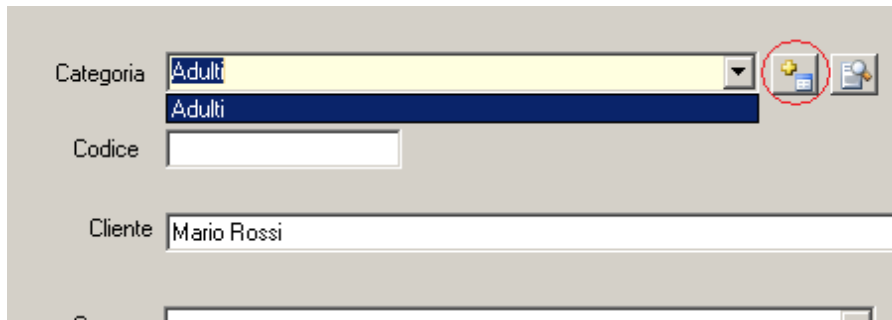 Categoria Adulti
Adulti
Codice
Cliente Mario Rossi